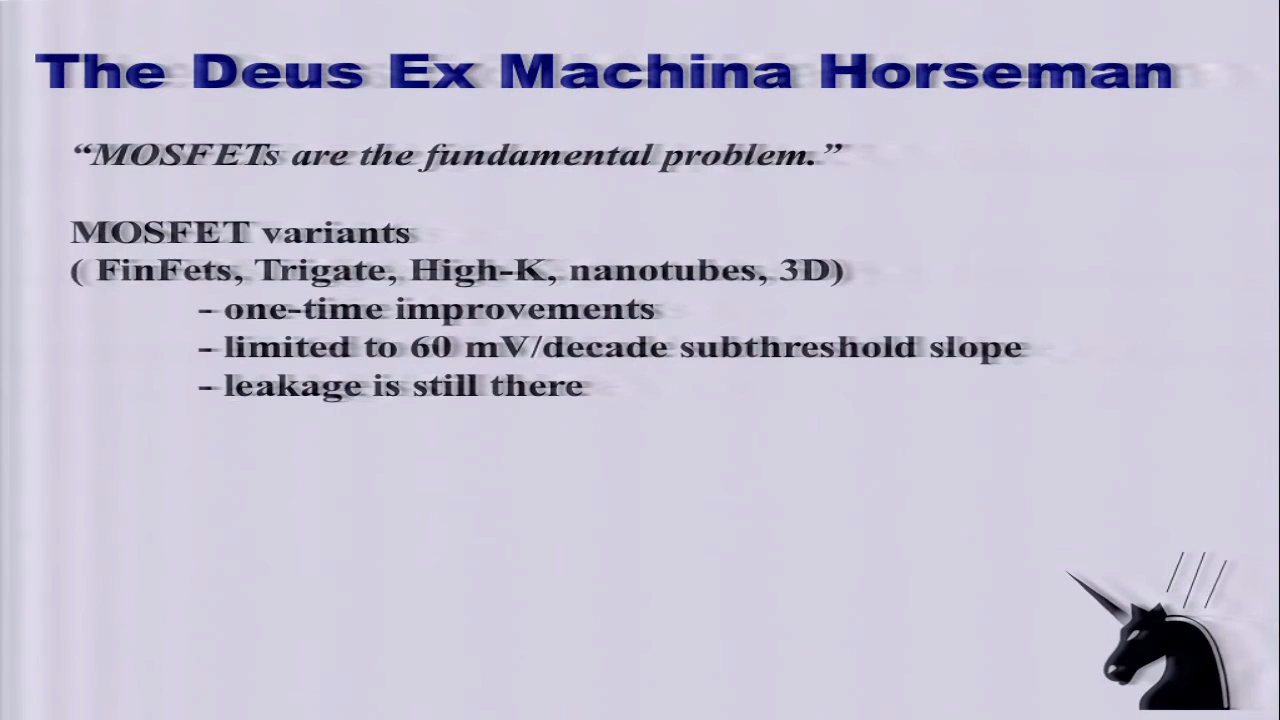 The Deus Ex Machina Horseman
“MOSFETs are the fundamental problem.”
MOSFET variants
( FinFets, Trigate, High-K, nanotubes, 3D)
- one-time improvements
- limited to 60 mV/decade subthreshold slope
- leakage is still there